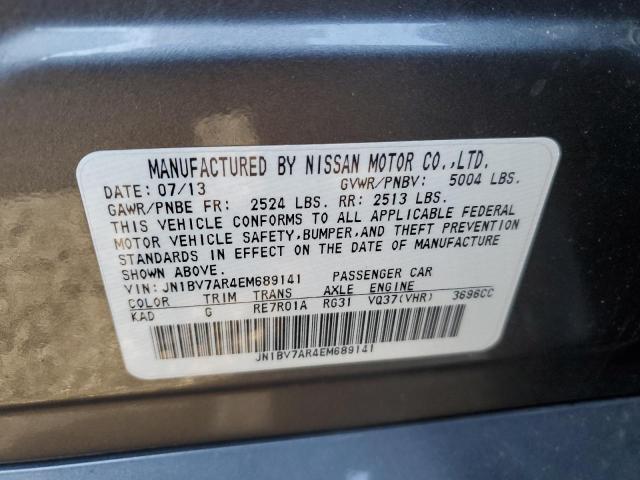 MANUFACTURED BY NISSAN MOTOR CO.,LTD.
DATE: 07/13 GVWR/PNBV: 5004 LBS.
GAWR/PNBE FR: 2524 LBS. RR: 2513 LBS.
THIS VEHICLE CONFORMS TO ALL APPLICABLE FEDERAL
MOTOR VEHICLE SAFETY,BUMPER,AND THEFT PREVENTION
STANDARDS IN EFFECT ON THE DATE OF MANUFACTURE
SHOWN ABOVE.
VIN: JN1BV7AR4EM689141 PASSENGER CAR
COLOR TRIM TRANS AXLE ENGINE
KAD G RE7R01A RG31 VQ37(VHR) 3696CC
JN1BV7AR4EM689141